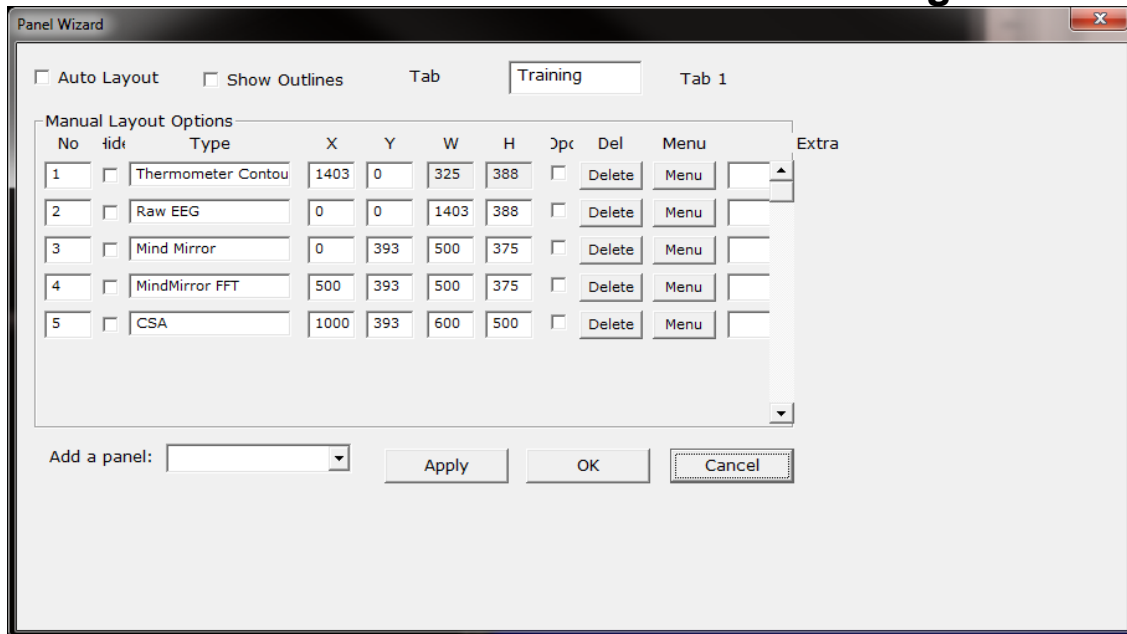 Panel Wizard
Auto Layout Show Outlines Tab Training Tab 1
Manual Layout Options
No Hide Type X Y W H Del Menu Extra
1 Thermometer Contou 1403 0 325 388 Delete Menu
2 Raw EEG 0 0 1403 388 Delete Menu
3 Mind Mirror 0 393 500 375 Delete Menu
4 MindMirror FFT 500 393 500 375 Delete Menu
5 CSA 1000 393 600 500 Delete Menu
Add a panel: Apply OK Cancel